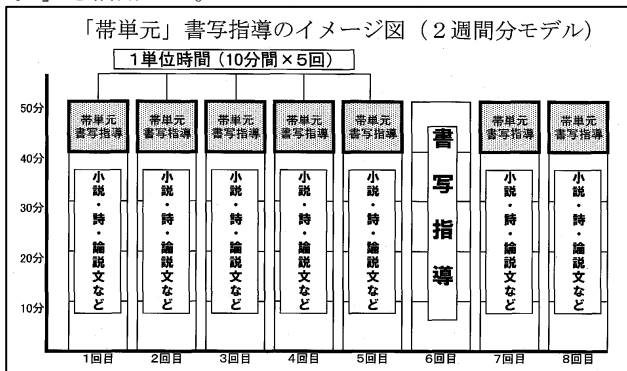 「帯単元」書写指導のイメージ図（２週間分モデル）
１単位時間（10分間×５回）
50分
40分
30分
20分
10分
帯単元
書写指導
小説・詩・論説文など
1回目
帯単元
書写指導
小説・詩・論説文など
2回目
帯単元
書写指導
小説・詩・論説文など
3回目
帯単元
書写指導
小説・詩・論説文など
4回目
帯単元
書写指導
小説・詩・論説文など
5回目
書写指導
6回目
帯単元
書写指導
小説・詩・論説文など
7回目
帯単元
書写指導
小説・詩・論説文など
8回目